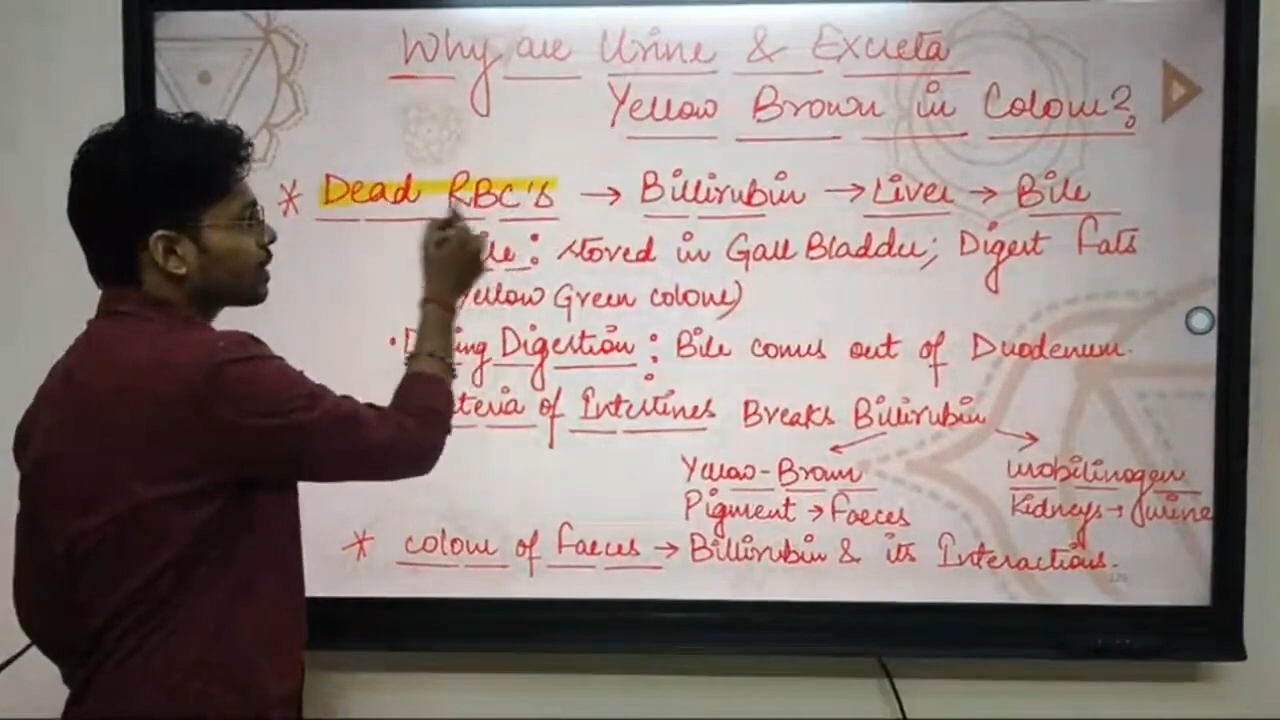 Why are Urine & Excreta
Yellow Brown in Colour?
* Dead RBC's → Billirubin → Liver → Bile
: stored in Gall Bladder; Digest Fats
Green colour)
Digestion : Bile comes out of Duodenum.
of Intestines : Breaks Billirubin
Yellow-Brown
Pigment → Faeces
Urobilinogen
Kidneys → Urine
* colour of Faeces → Billirubin & its Interactions.
126